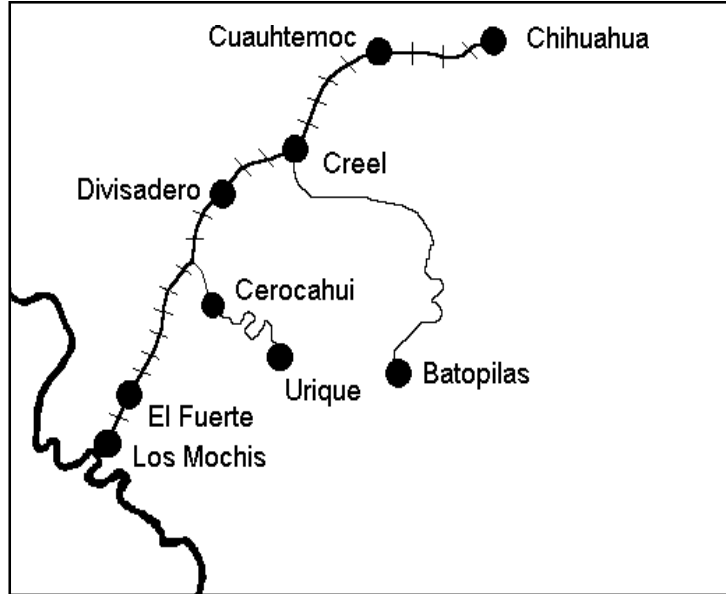 Cuauhtemoc
Chihuahua
Creel
Divisadero
Cerocahui
Urique
Batopilas
El Fuerte
Los Mochis